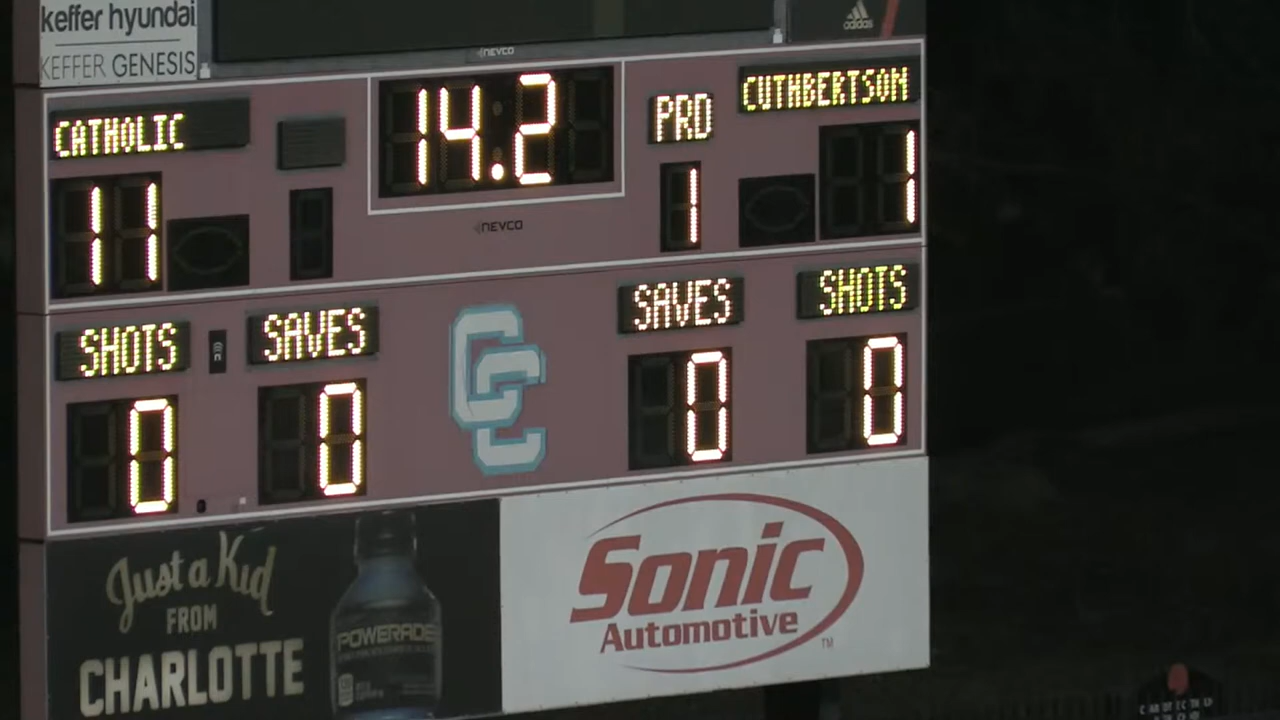 keffer hyundai
KEFFER GENESIS
adidas
NEVCO
CATHOLIC
14.2
PRD
CUTHBERTSON
11
1
1
NEVCO
SHOTS
SAVES
SAVES
SHOTS
0
0
CC
0
0
Just a Kid
FROM
CHARLOTTE
POWERADE
Sonic
Automotive
TM